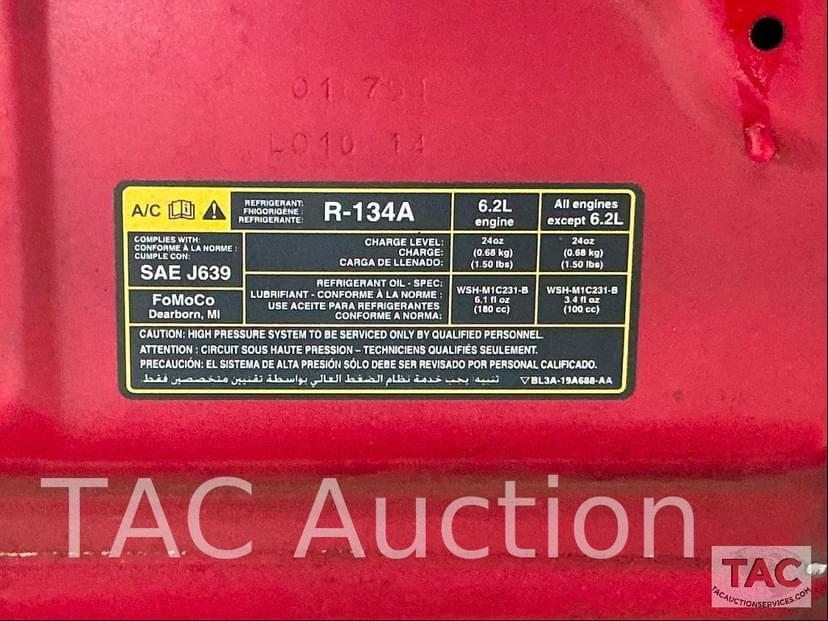 LO10 14
A/C
REFRIGERANT:
FRIGORIGÈNE:
REFRIGERANTE:
R-134A
6.2L
engine
All engines
except 6.2L
COMPLIES WITH:
CONFORME À LA NORME :
CUMPLE CON:
SAE J639
FoMoCo
Dearborn, MI
CHARGE LEVEL:
CHARGE:
CARGA DE LLENADO:
24oz
(0.68 kg)
(1.50 lbs)
24oz
(0.68 kg)
(1.50 lbs)
REFRIGERANT OIL - SPEC:
LUBRIFIANT - CONFORME À LA NORME :
USE ACEITE PARA REFRIGERANTES
CONFORME A NORMA:
WSH-M1C231-B
6.1 fl oz
(180 cc)
WSH-M1C231-B
3.4 fl oz
(100 cc)
CAUTION: HIGH PRESSURE SYSTEM TO BE SERVICED ONLY BY QUALIFIED PERSONNEL.
ATTENTION : CIRCUIT SOUS HAUTE PRESSION – TECHNICIENS QUALIFIÉS SEULEMENT.
PRECAUCIÓN: EL SISTEMA DE ALTA PRESIÓN SÓLO DEBE SER REVISADO POR PERSONAL CALIFICADO.
تنبيه يجب خدمة نظام الضغط العالي بواسطة تقنيين متخصصين فقط
BL3A-19A688-AA
TAC Auction
TAC
TACAUCTIONSERVICES.COM